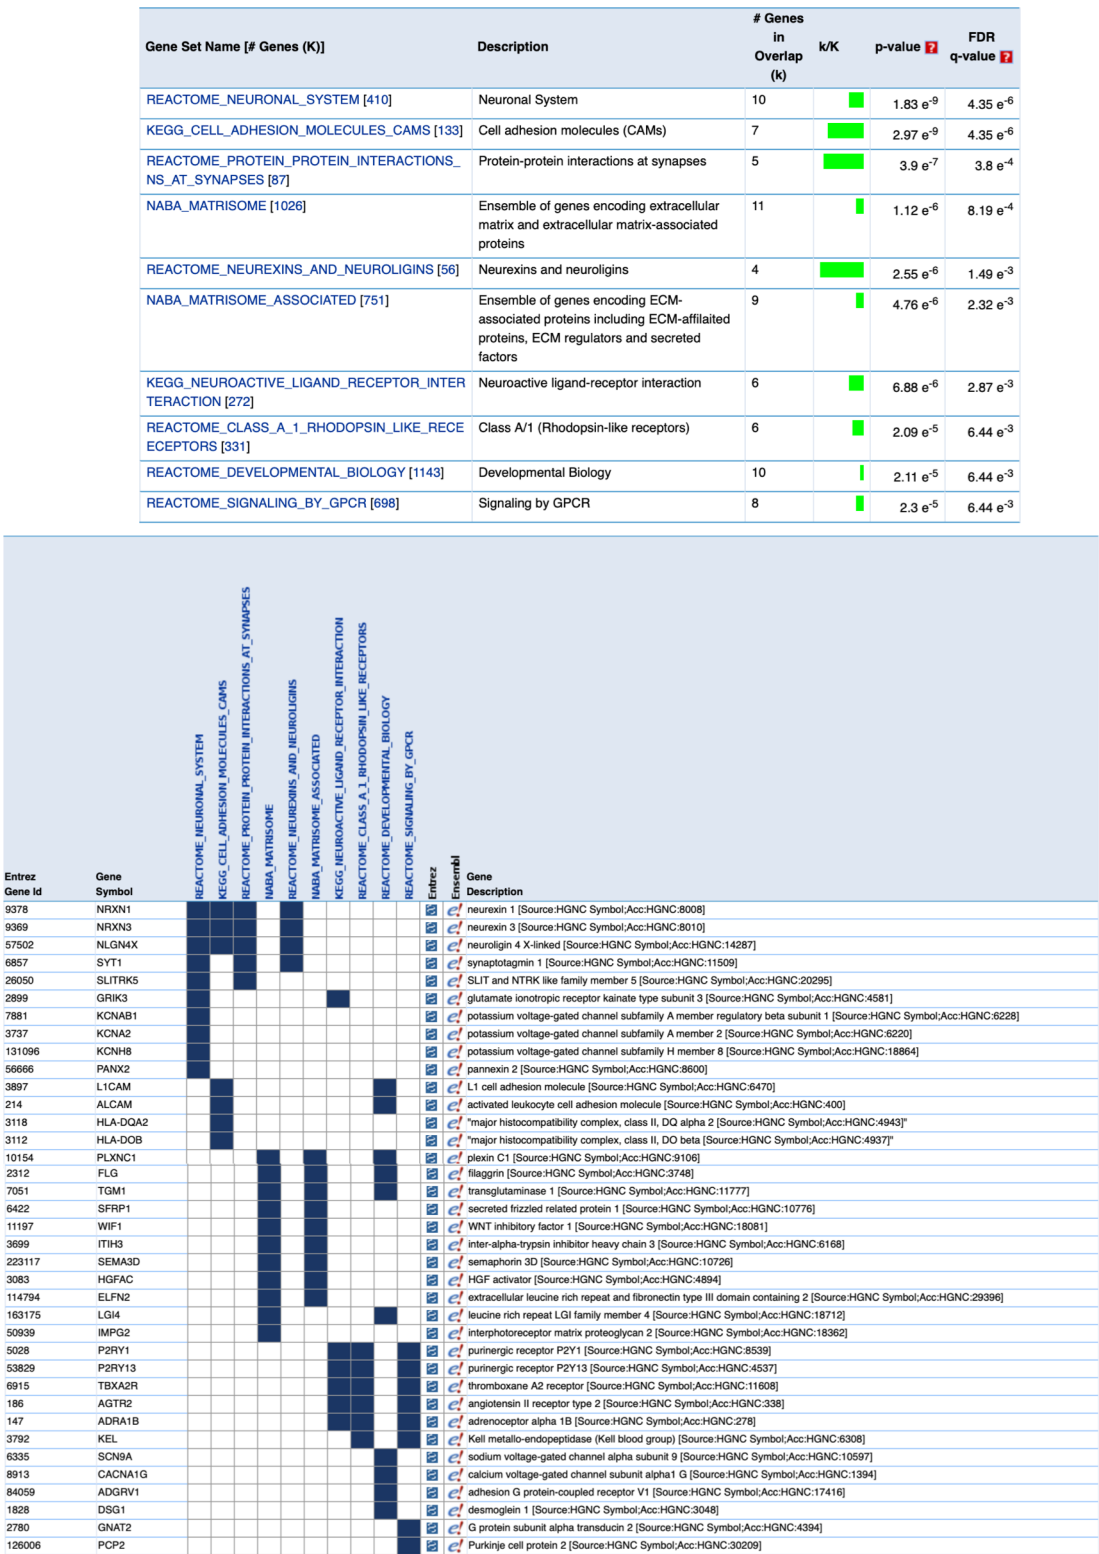 # Genes
in
Overlap
(k)
Gene Set Name [# Genes (K)] Description k/K p-value ? FDR
q-value ?
REACTOME_NEURONAL_SYSTEM [410] Neuronal System 10 1.83 e-9 4.35 e-6
KEGG_CELL_ADHESION_MOLECULES_CAMS [133] Cell adhesion molecules (CAMs) 7 2.97 e-9 4.35 e-6
REACTOME_PROTEIN_PROTEIN_INTERACTIONS_ Protein-protein interactions at synapses 5 3.9 e-7 3.8 e-4
NS_AT_SYNAPSES [87]
NABA_MATRISOME [1026] Ensemble of genes encoding extracellular 11 1.12 e-6 8.19 e-4
matrix and extracellular matrix-associated
proteins
REACTOME_NEUREXINS_AND_NEUROLIGINS [56] Neurexins and neuroligins 4 2.55 e-6 1.49 e-3
NABA_MATRISOME_ASSOCIATED [751] Ensemble of genes encoding ECM- 9 4.76 e-6 2.32 e-3
associated proteins including ECM-affilaited
proteins, ECM regulators and secreted
factors
KEGG_NEUROACTIVE_LIGAND_RECEPTOR_INTER Neuroactive ligand-receptor interaction 6 6.88 e-6 2.87 e-3
TERACTION [272]
REACTOME_CLASS_A_1_RHODOPSIN_LIKE_RECE Class A/1 (Rhodopsin-like receptors) 6 2.09 e-5 6.44 e-3
ECEPTORS [331]
REACTOME_DEVELOPMENTAL_BIOLOGY [1143] Developmental Biology 10 2.11 e-5 6.44 e-3
REACTOME_SIGNALING_BY_GPCR [698] Signaling by GPCR 8 2.3 e-5 6.44 e-3
REACTOME_NEURONAL_SYSTEM
KEGG_CELL_ADHESION_MOLECULES_CAMS
REACTOME_PROTEIN_PROTEIN_INTERACTIONS_AT_SYNAPSES
NABA_MATRISOME
REACTOME_NEUREXINS_AND_NEUROLIGINS
NABA_MATRISOME_ASSOCIATED
KEGG_NEUROACTIVE_LIGAND_RECEPTOR_INTERACTION
REACTOME_CLASS_A_1_RHODOPSIN_LIKE_RECEPTORS
REACTOME_DEVELOPMENTAL_BIOLOGY
REACTOME_SIGNALING_BY_GPCR
Entrez
Ensembl
Entrez Gene Gene
Gene Id Symbol Description
9378 NRXN1 e! neurexin 1 [Source:HGNC Symbol;Acc:HGNC:8008]
9369 NRXN3 e! neurexin 3 [Source:HGNC Symbol;Acc:HGNC:8010]
57502 NLGN4X e! neuroligin 4 X-linked [Source:HGNC Symbol;Acc:HGNC:14287]
6857 SYT1 e! synaptotagmin 1 [Source:HGNC Symbol;Acc:HGNC:11509]
26050 SLITRK5 e! SLIT and NTRK like family member 5 [Source:HGNC Symbol;Acc:HGNC:20295]
2899 GRIK3 e! glutamate ionotropic receptor kainate type subunit 3 [Source:HGNC Symbol;Acc:HGNC:4581]
7881 KCNAB1 e! potassium voltage-gated channel subfamily A member regulatory beta subunit 1 [Source:HGNC Symbol;Acc:HGNC:6228]
3737 KCNA2 e! potassium voltage-gated channel subfamily A member 2 [Source:HGNC Symbol;Acc:HGNC:6220]
131096 KCNH8 e! potassium voltage-gated channel subfamily H member 8 [Source:HGNC Symbol;Acc:HGNC:18864]
56666 PANX2 e! pannexin 2 [Source:HGNC Symbol;Acc:HGNC:8600]
3897 L1CAM e! L1 cell adhesion molecule [Source:HGNC Symbol;Acc:HGNC:6470]
214 ALCAM e! activated leukocyte cell adhesion molecule [Source:HGNC Symbol;Acc:HGNC:400]
3118 HLA-DQA2 e! "major histocompatibility complex, class II, DQ alpha 2 [Source:HGNC Symbol;Acc:HGNC:4943]"
3112 HLA-DOB e! "major histocompatibility complex, class II, DO beta [Source:HGNC Symbol;Acc:HGNC:4937]"
10154 PLXNC1 e! plexin C1 [Source:HGNC Symbol;Acc:HGNC:9106]
2312 FLG e! filaggrin [Source:HGNC Symbol;Acc:HGNC:3748]
7051 TGM1 e! transglutaminase 1 [Source:HGNC Symbol;Acc:HGNC:11777]
6422 SFRP1 e! secreted frizzled related protein 1 [Source:HGNC Symbol;Acc:HGNC:10776]
11197 WIF1 e! WNT inhibitory factor 1 [Source:HGNC Symbol;Acc:HGNC:18081]
3699 ITIH3 e! inter-alpha-trypsin inhibitor heavy chain 3 [Source:HGNC Symbol;Acc:HGNC:6168]
223117 SEMA3D e! semaphorin 3D [Source:HGNC Symbol;Acc:HGNC:10726]
3083 HGFAC e! HGF activator [Source:HGNC Symbol;Acc:HGNC:4894]
114794 ELFN2 e! extracellular leucine rich repeat and fibronectin type III domain containing 2 [Source:HGNC Symbol;Acc:HGNC:29396]
163175 LGI4 e! leucine rich repeat LGI family member 4 [Source:HGNC Symbol;Acc:HGNC:18712]
50939 IMPG2 e! interphotoreceptor matrix proteoglycan 2 [Source:HGNC Symbol;Acc:HGNC:18362]
5028 P2RY1 e! purinergic receptor P2Y1 [Source:HGNC Symbol;Acc:HGNC:8539]
53829 P2RY13 e! purinergic receptor P2Y13 [Source:HGNC Symbol;Acc:HGNC:4537]
6915 TBXA2R e! thromboxane A2 receptor [Source:HGNC Symbol;Acc:HGNC:11608]
186 AGTR2 e! angiotensin II receptor type 2 [Source:HGNC Symbol;Acc:HGNC:338]
147 ADRA1B e! adrenoceptor alpha 1B [Source:HGNC Symbol;Acc:HGNC:278]
3792 KEL e! Kell metallo-endopeptidase (Kell blood group) [Source:HGNC Symbol;Acc:HGNC:6308]
6335 SCN9A e! sodium voltage-gated channel alpha subunit 9 [Source:HGNC Symbol;Acc:HGNC:10597]
8913 CACNA1G e! calcium voltage-gated channel subunit alpha1 G [Source:HGNC Symbol;Acc:HGNC:1394]
84059 ADGRV1 e! adhesion G protein-coupled receptor V1 [Source:HGNC Symbol;Acc:HGNC:17416]
1828 DSG1 e! desmoglein 1 [Source:HGNC Symbol;Acc:HGNC:3048]
2780 GNAT2 e! G protein subunit alpha transducin 2 [Source:HGNC Symbol;Acc:HGNC:4394]
126006 PCP2 e! Purkinje cell protein 2 [Source:HGNC Symbol;Acc:HGNC:30209]